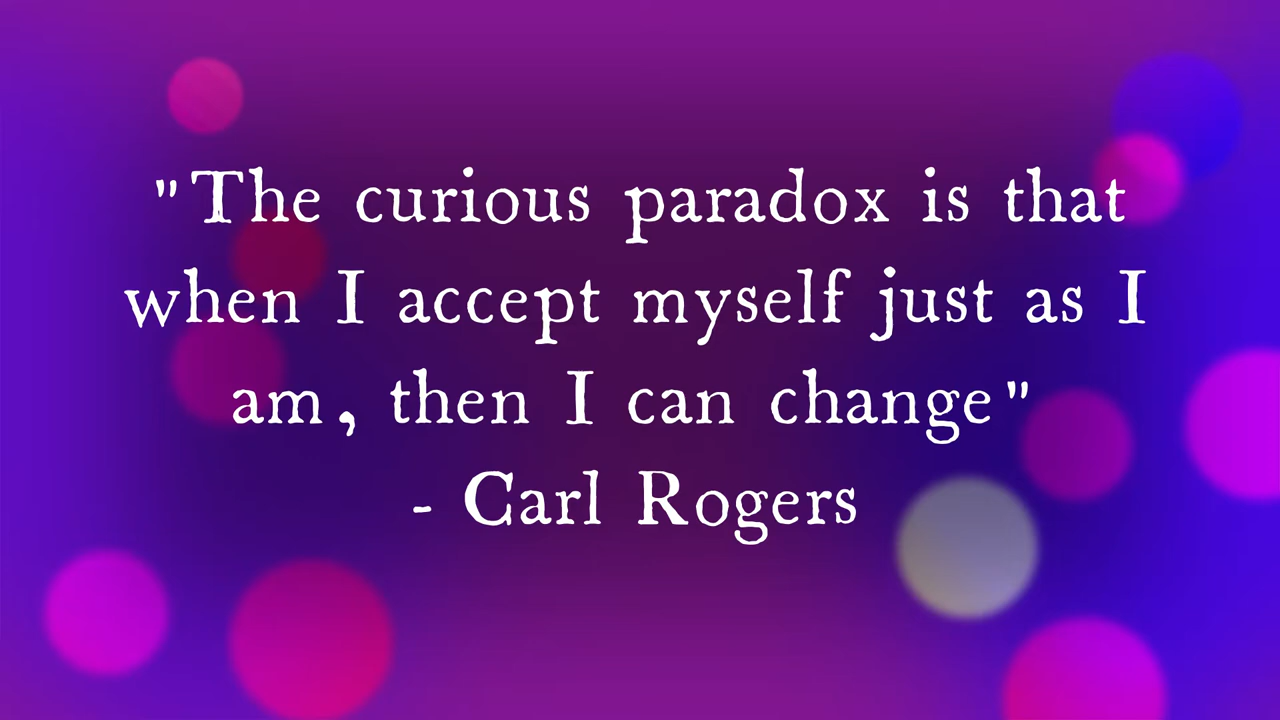 "The curious paradox is that
when I accept myself just as I
am, then I can change"
- Carl Rogers